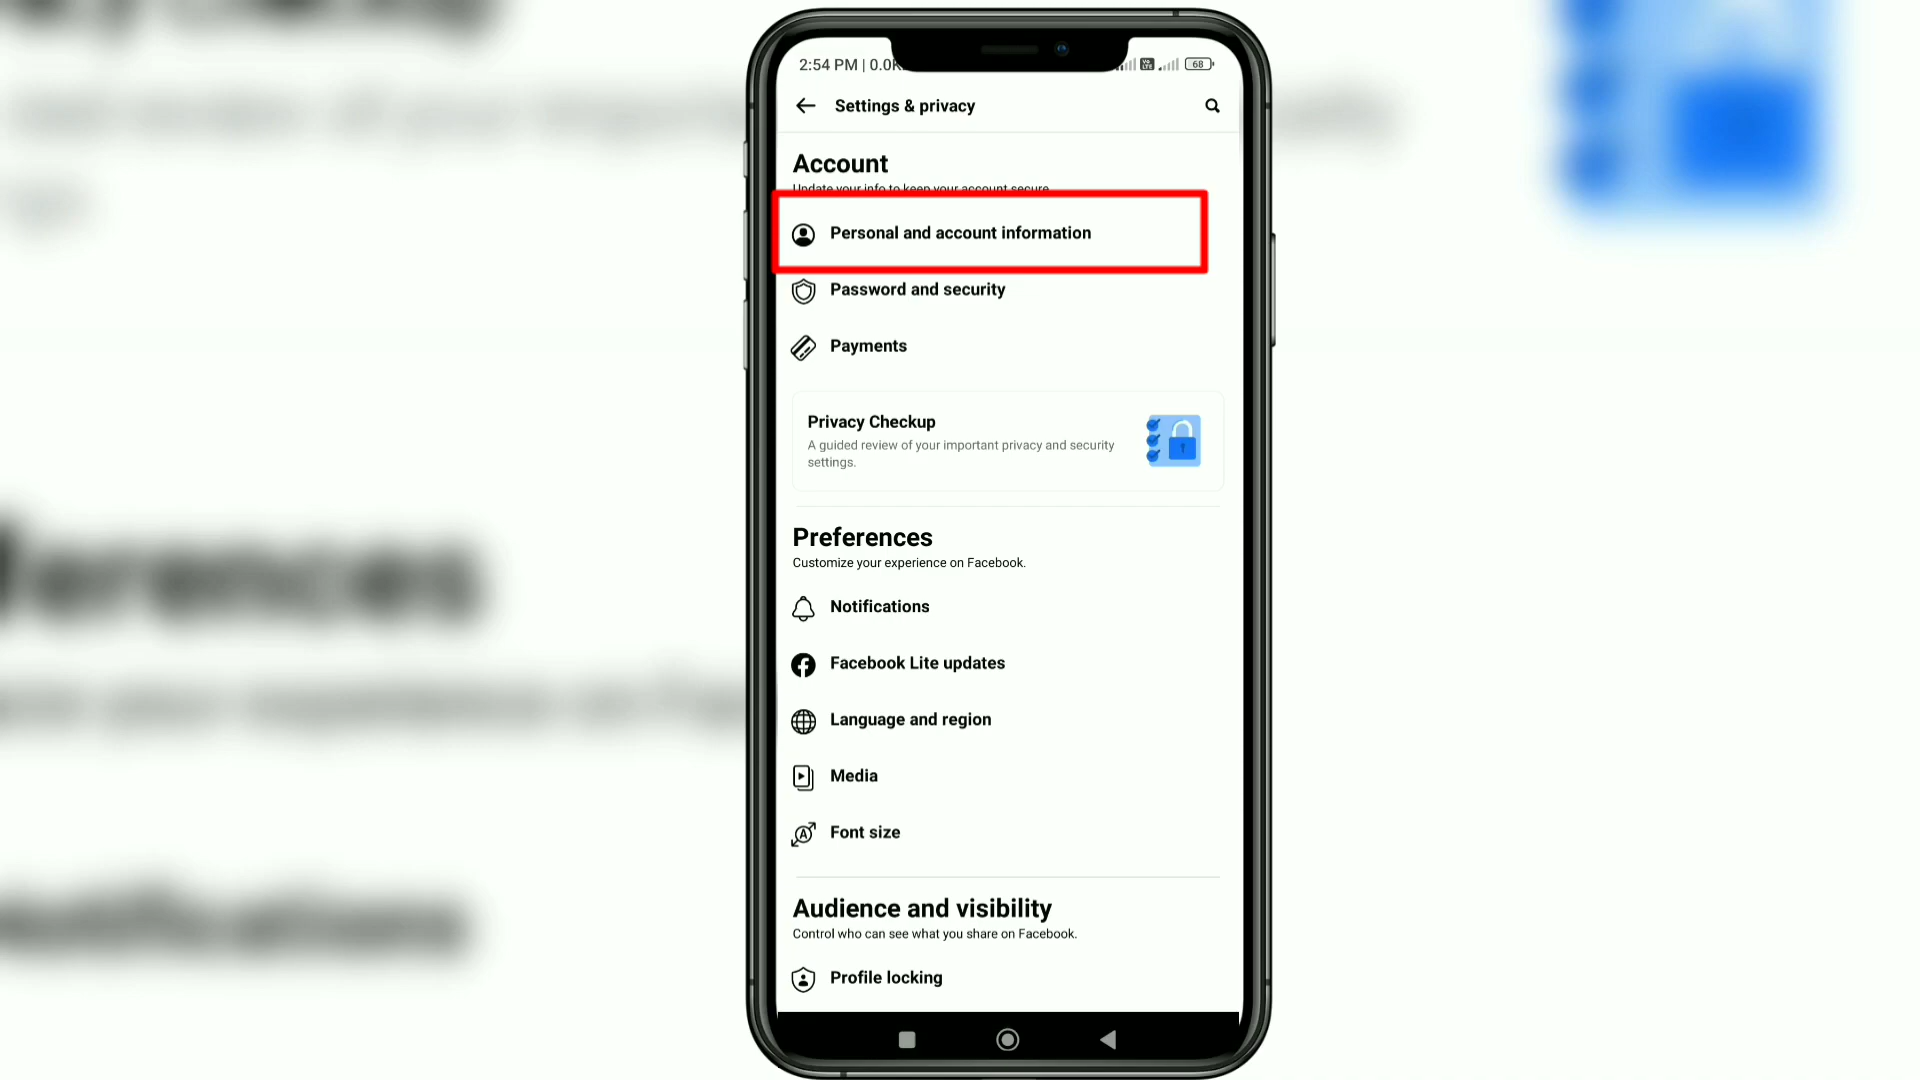 2:54 PM | 0.0K
68
Settings & privacy
Account
Update your info to keep your account secure.
Personal and account information
Password and security
Payments
Privacy Checkup
A guided review of your important privacy and security
settings.
Preferences
Customize your experience on Facebook.
Notifications
Facebook Lite updates
Language and region
Media
Font size
Audience and visibility
Control who can see what you share on Facebook.
Profile locking